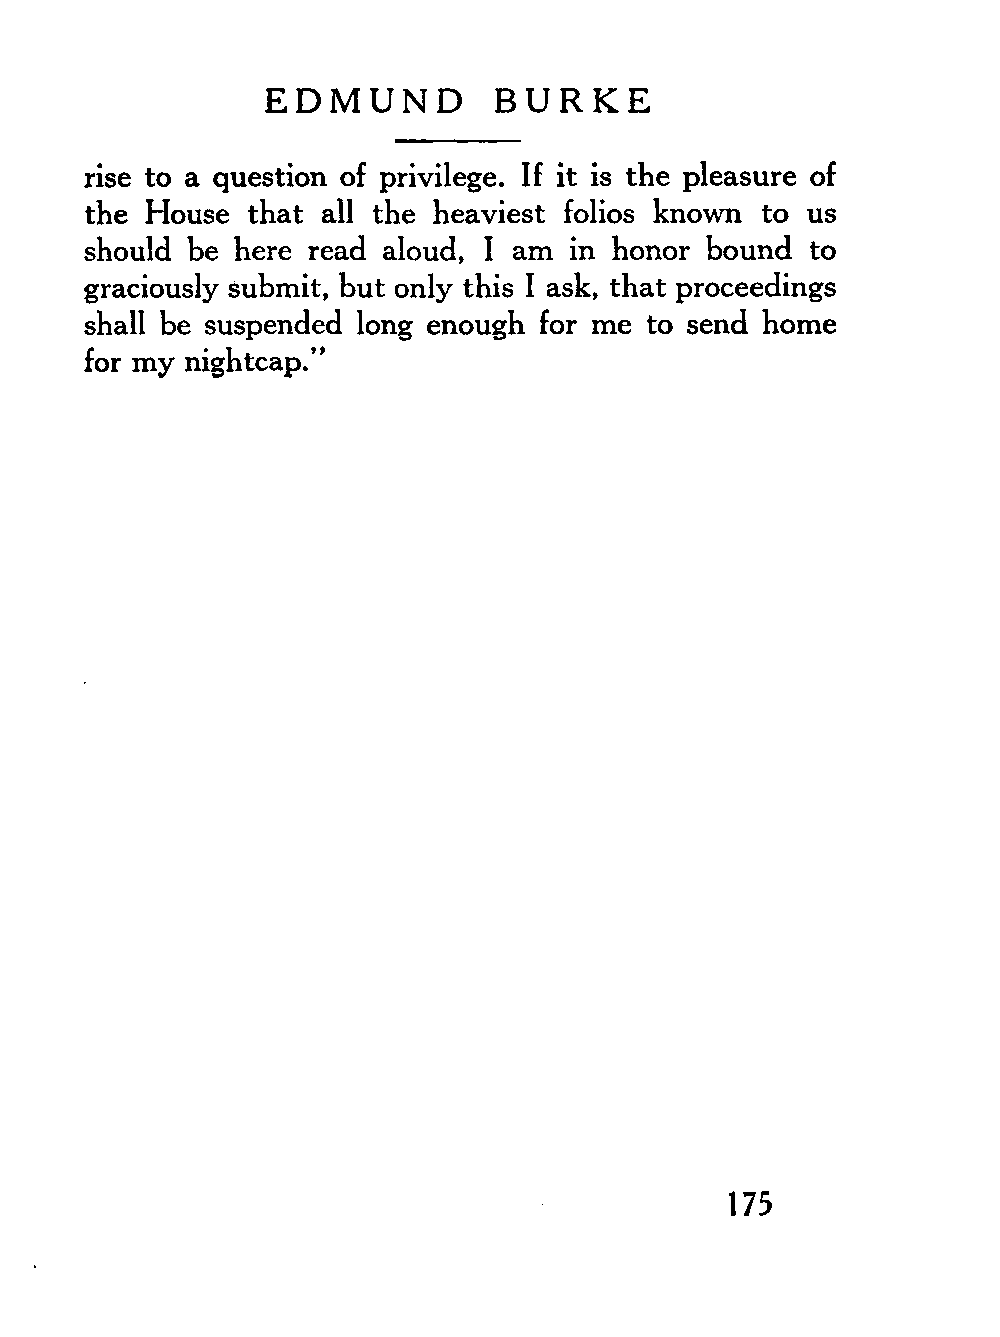 EDMUND BURKE
rise to a question of privilege. If it is the pleasure of
the House that all the heaviest folios known to us
should be here read aloud, I am in honor bound to
graciously submit, but only this I ask, that proceedings
shall be suspended long enough for me to send home
for my nightcap."
175